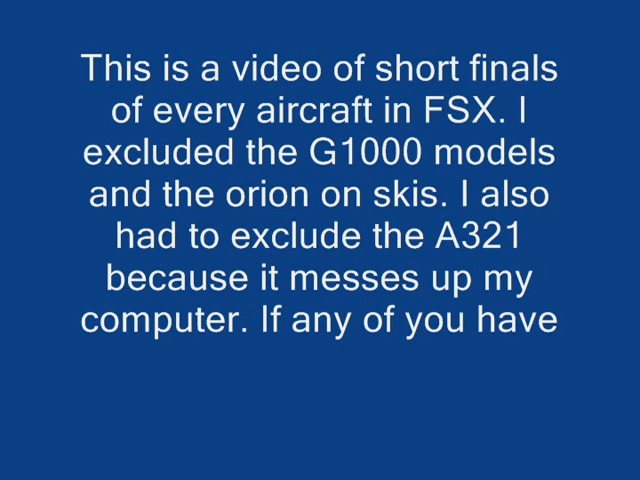 This is a video of short finals
of every aircraft in FSX. I
excluded the G1000 models
and the orion on skis. I also
had to exclude the A321
because it messes up my
computer. If any of you have